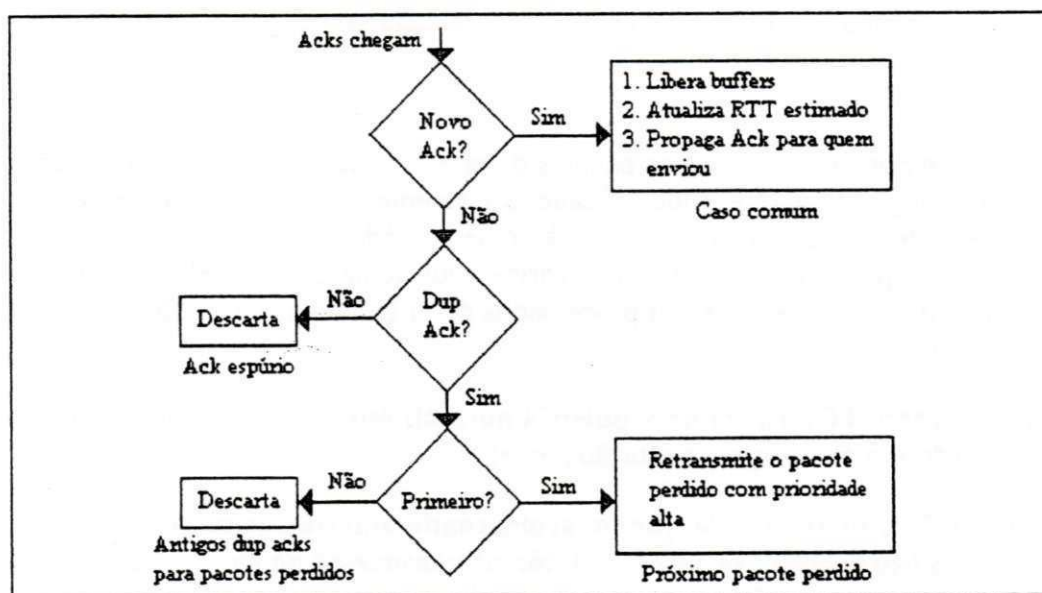 Acks chegam
Novo
Ack?
Sim
1. Libera buffers
2. Atualiza RTT estimado
3. Propaga Ack para quem
enviou
Caso comum
Não
Dup
Ack?
Não
Descarta
Ack espúrio
Sim
Primeiro?
Não
Descarta
Antigos dup acks
para pacotes perdidos
Sim
Retransmite o pacote
perdido com prioridade
alta
Próximo pacote perdido